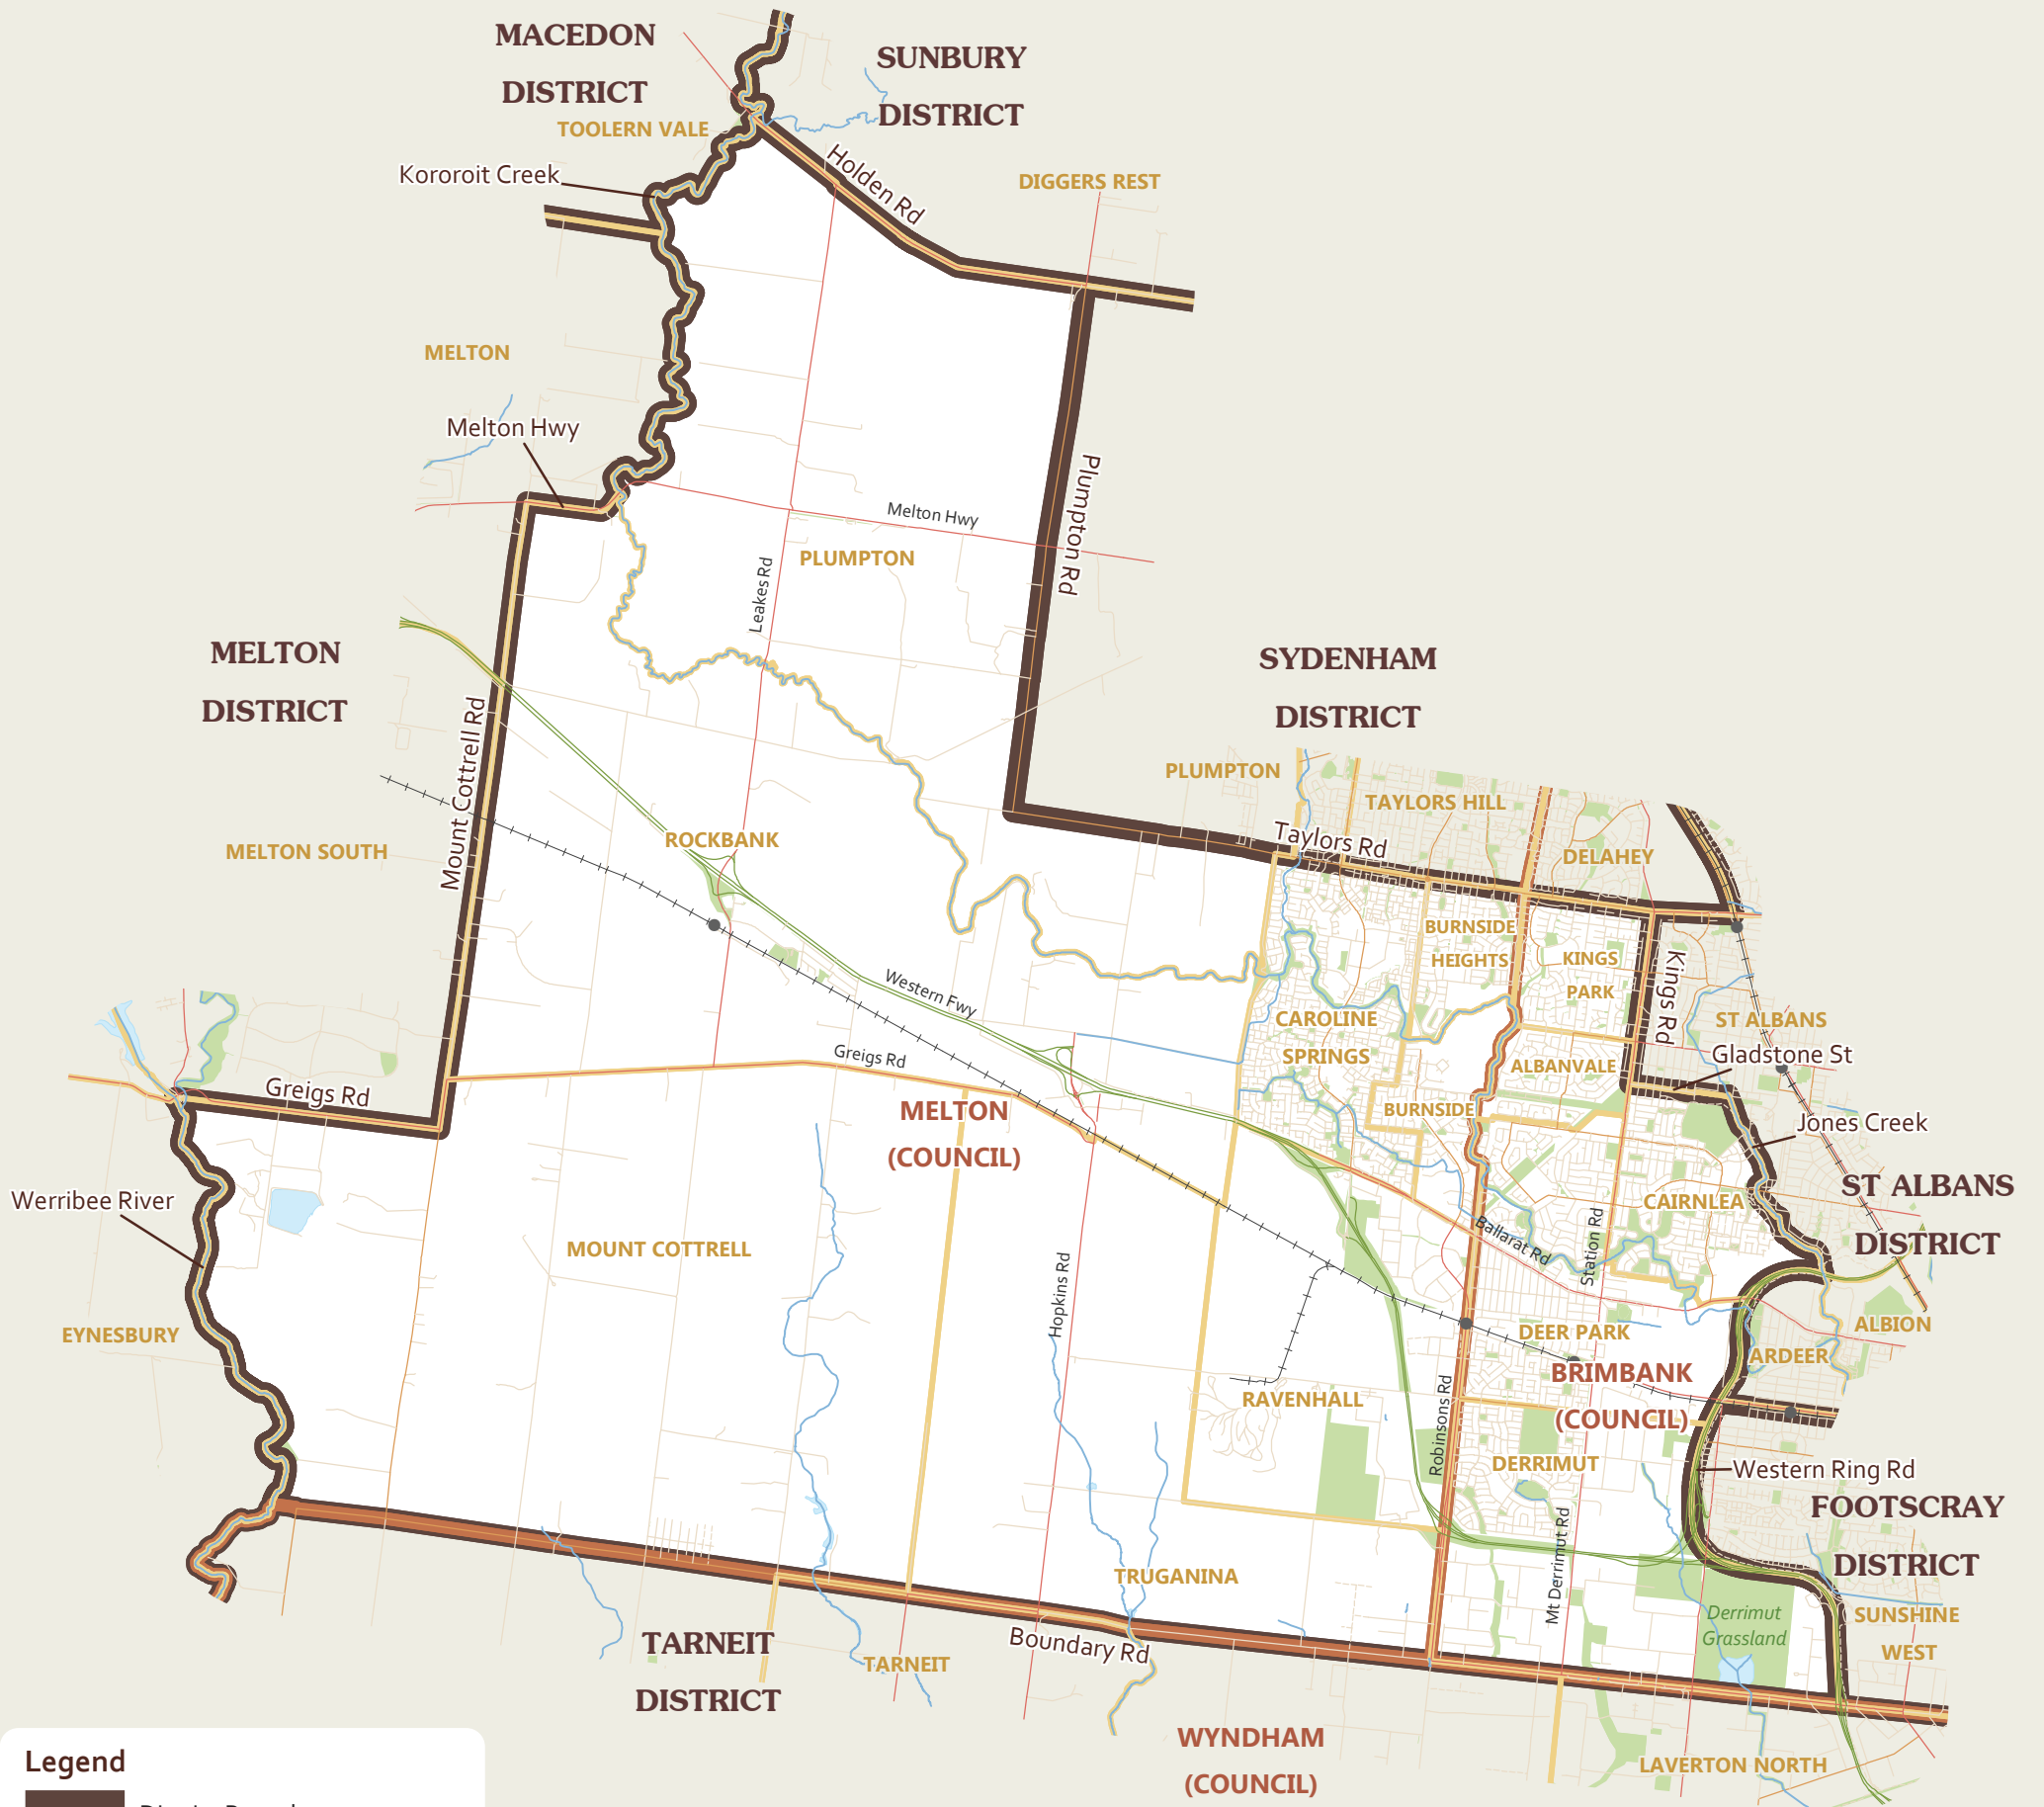 MACEDON
DISTRICT
SUNBURY
DISTRICT
TOOLERN VALE
Kororoit Creek
Holden Rd
DIGGERS REST
MELTON
Melton Hwy
Plumpton Rd
Melton Hwy
PLUMPTON
Leakes Rd
MELTON
DISTRICT
SYDENHAM
DISTRICT
Mount Cottrell Rd
PLUMPTON
TAYLORS HILL
ROCKBANK
Taylors Rd
MELTON SOUTH
DELAHEY
BURNSIDE
HEIGHTS
KINGS
PARK
Kings Rd
Western Fwy
CAROLINE
SPRINGS
ST ALBANS
Greigs Rd
Gladstone St
ALBANVALE
Greigs Rd
MELTON
(COUNCIL)
BURNSIDE
Jones Creek
Werribee River
ST ALBANS
DISTRICT
CAIRNLEA
Ballarat Rd
Station Rd
MOUNT COTTRELL
Hopkins Rd
EYNESBURY
DEER PARK
ALBION
ARDEER
BRIMBANK
(COUNCIL)
RAVENHALL
Robinsons Rd
DERRIMUT
Western Ring Rd
FOOTSCRAY
DISTRICT
Mt Derrimut Rd
TRUGANINA
Derrimut
Grassland
SUNSHINE
WEST
Boundary Rd
TARNEIT
DISTRICT
TARNEIT
WYNDHAM
(COUNCIL)
LAVERTON NORTH
Legend